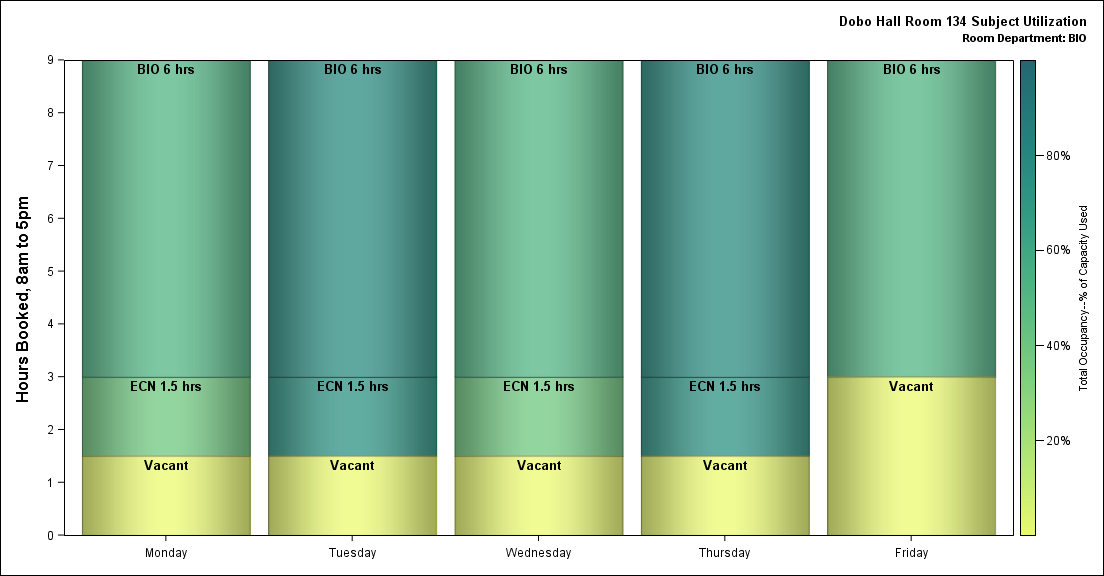 Dobo Hall Room 134 Subject Utilization
Room Department: BIO
Hours Booked, 8am to 5pm
9
8
7
6
5
4
3
2
1
0
BIO 6 hrs
BIO 6 hrs
BIO 6 hrs
BIO 6 hrs
BIO 6 hrs
ECN 1.5 hrs
ECN 1.5 hrs
ECN 1.5 hrs
ECN 1.5 hrs
Vacant
Vacant
Vacant
Vacant
Vacant
Monday
Tuesday
Wednesday
Thursday
Friday
80%
60%
40%
20%
Total Occupancy--% of Capacity Used